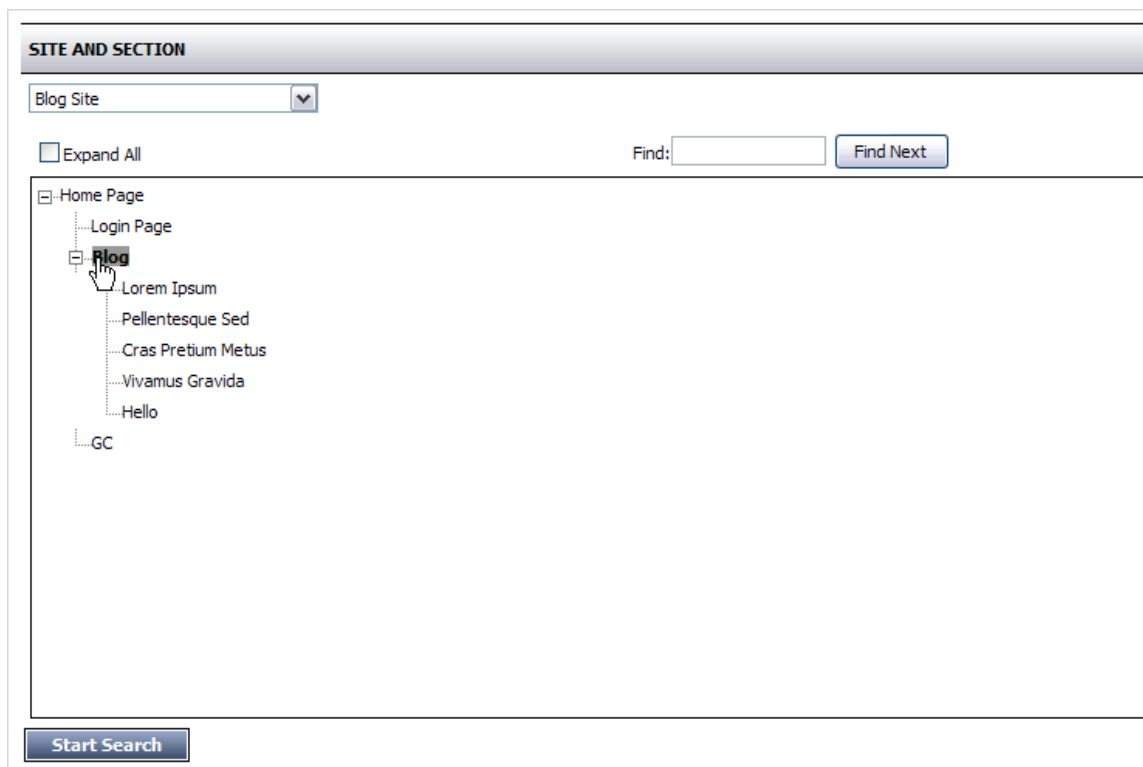 SITE AND SECTION
Blog Site
Expand All Find: Find Next
Home Page
Login Page
Blog
Lorem Ipsum
Pellentesque Sed
Cras Pretium Metus
Vivamus Gravida
Hello
GC
Start Search